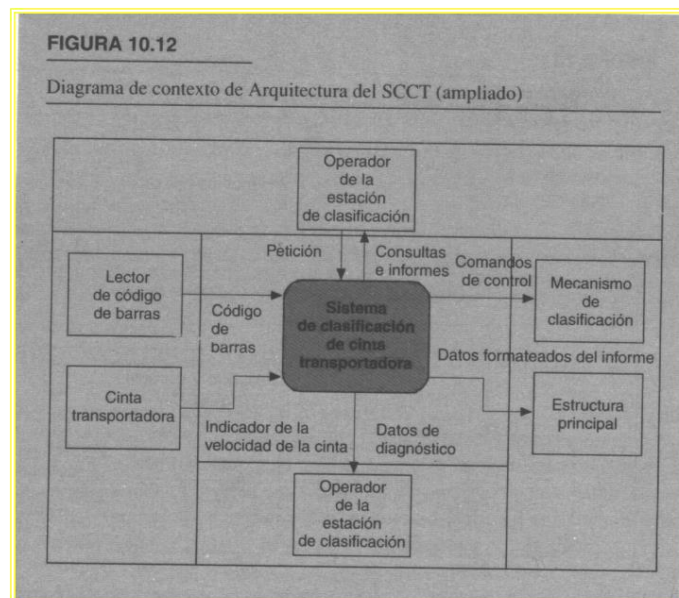 FIGURA 10.12
Diagrama de contexto de Arquitectura del SCCT (ampliado)
Operador
de la
estación
de clasificación
Petición
Consultas
e informes
Comandos
de control
Lector
de código
de barras
Código
de
barras
Sistema
de clasificación
de cinta
transportadora
Mecanismo
de
clasificación
Datos formateados del informe
Cinta
transportadora
Estructura
principal
Indicador de la
velocidad de la cinta
Datos de
diagnóstico
Operador
de la
estación
de clasificación